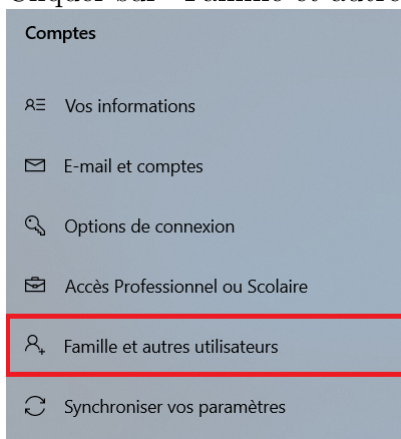 Comptes
Vos informations
E-mail et comptes
Options de connexion
Accès Professionnel ou Scolaire
Famille et autres utilisateurs
Synchroniser vos paramètres